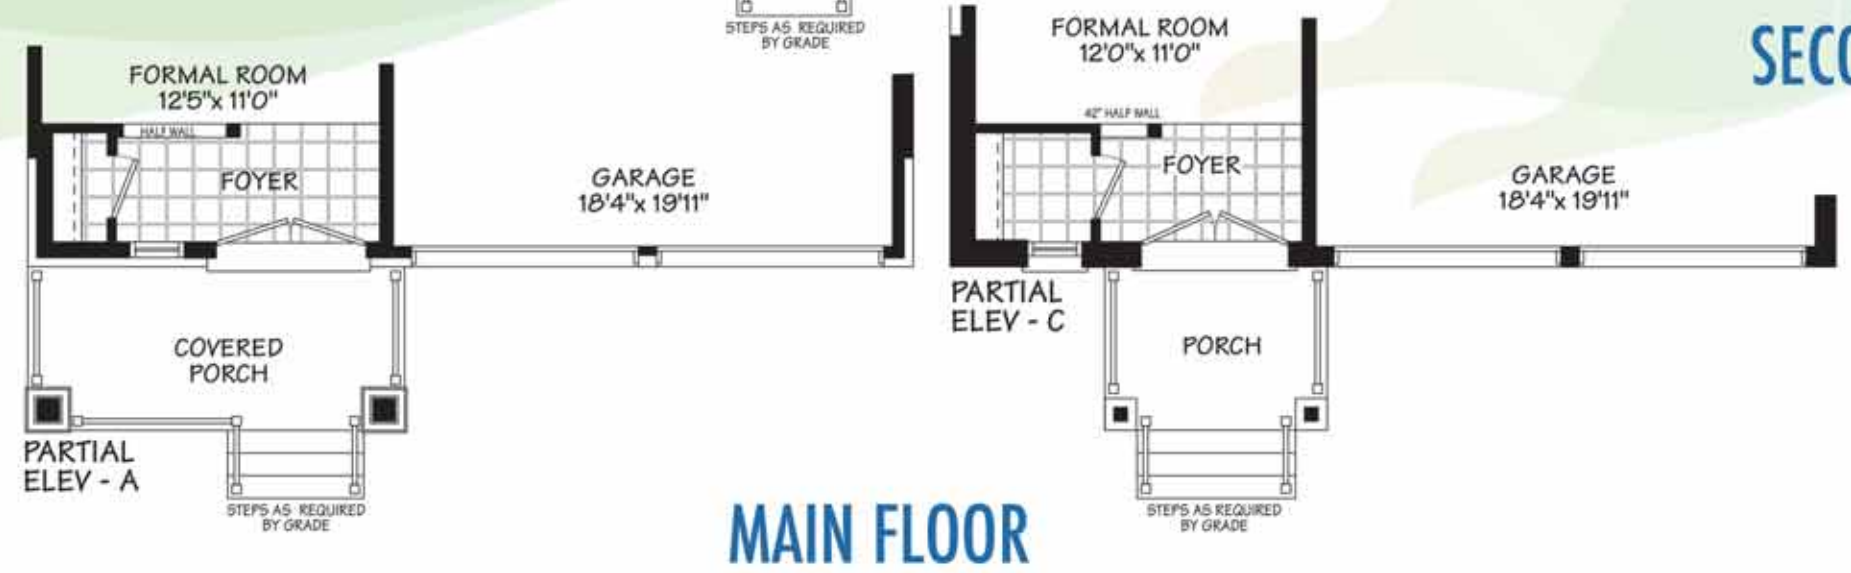 STEPS AS REQUIRED
BY GRADE
FORMAL ROOM
12'5"x 11'0"
HALF WALL
FOYER
GARAGE
18'4"x 19'11"
COVERED
PORCH
PARTIAL
ELEV - A
STEPS AS REQUIRED
BY GRADE
FORMAL ROOM
12'0"x 11'0"
42" HALF WALL
FOYER
GARAGE
18'4"x 19'11"
PARTIAL
ELEV - C
PORCH
STEPS AS REQUIRED
BY GRADE
MAIN FLOOR
SECO